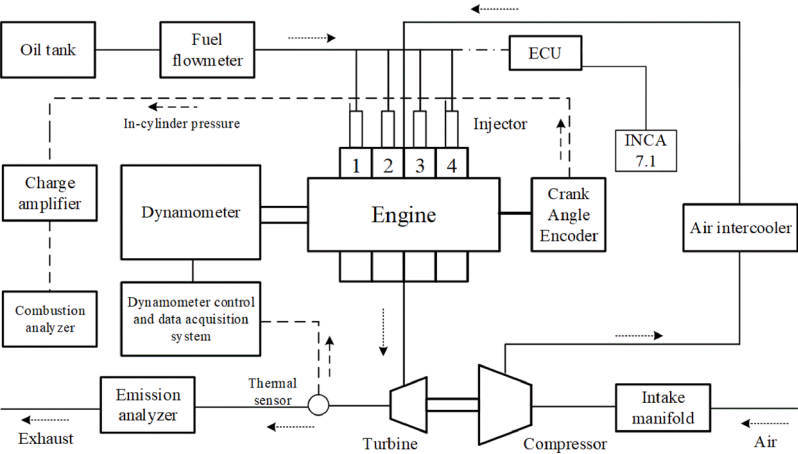 Oil tank
Fuel
flowmeter
ECU
In-cylinder pressure
Injector
INCA
7.1
1 2 3 4
Charge
amplifier
Dynamometer
Engine
Crank
Angle
Encoder
Air intercooler
Combustion
analyzer
Dynamometer control
and data acquisition
system
Emission
analyzer
Thermal
sensor
Intake
manifold
Exhaust
Turbine
Compressor
Air